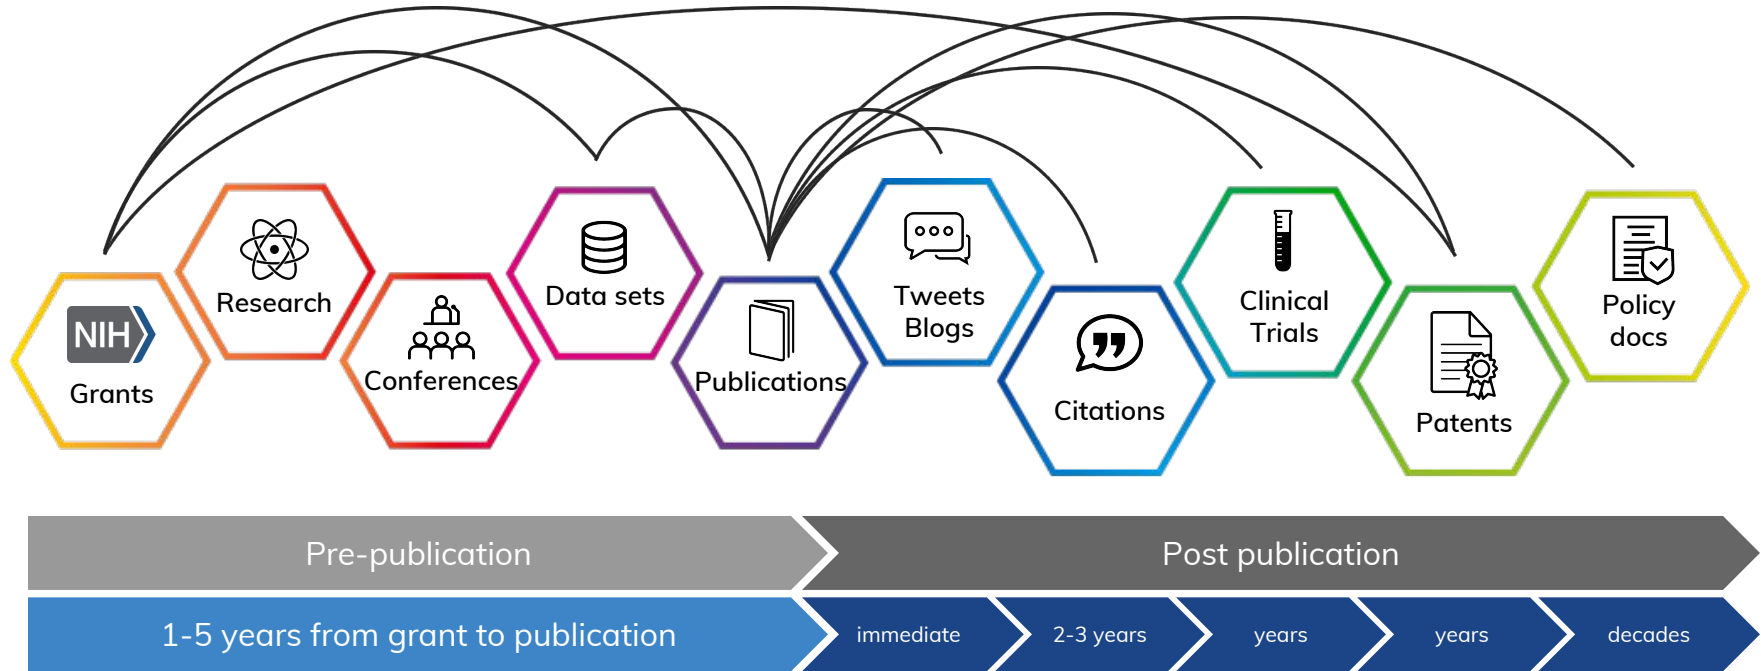 NIH
Grants
Research
Conferences
Data sets
Publications
Tweets
Blogs
Citations
Clinical
Trials
Patents
Policy
docs
Pre-publication
Post publication
1-5 years from grant to publication
immediate
2-3 years
years
years
decades